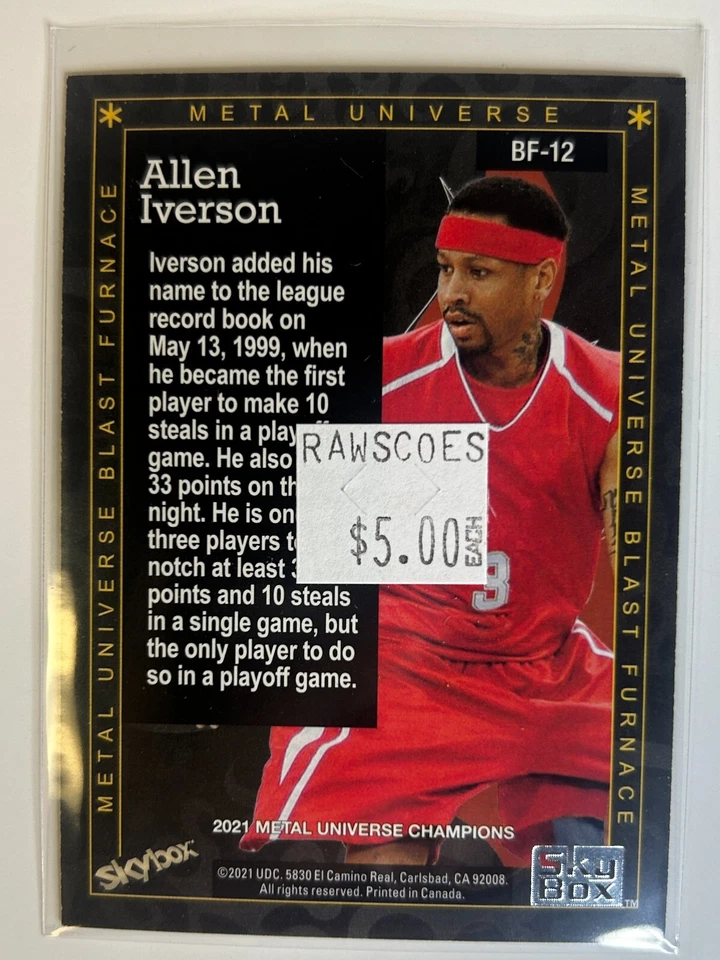 METAL UNIVERSE
BF-12
Allen
Iverson
METAL UNIVERSE BLAST FURNACE
METAL UNIVERSE BLAST FURNACE
Iverson added his
name to the league
record book on
May 13, 1999, when
he became the first
player to make 10
steals in a
game. He also
33 points on
night. He is
three players
notch at least
points and 10 steals
in a single game, but
the only player to do
so in a playoff game.
RAWSCOES
$5.00 EACH
3
2021 METAL UNIVERSE CHAMPIONS
skybox
©2021 UDC. 5830 El Camino Real, Carlsbad, CA 92008.
All rights reserved. Printed in Canada.
SKY
BOX
TM